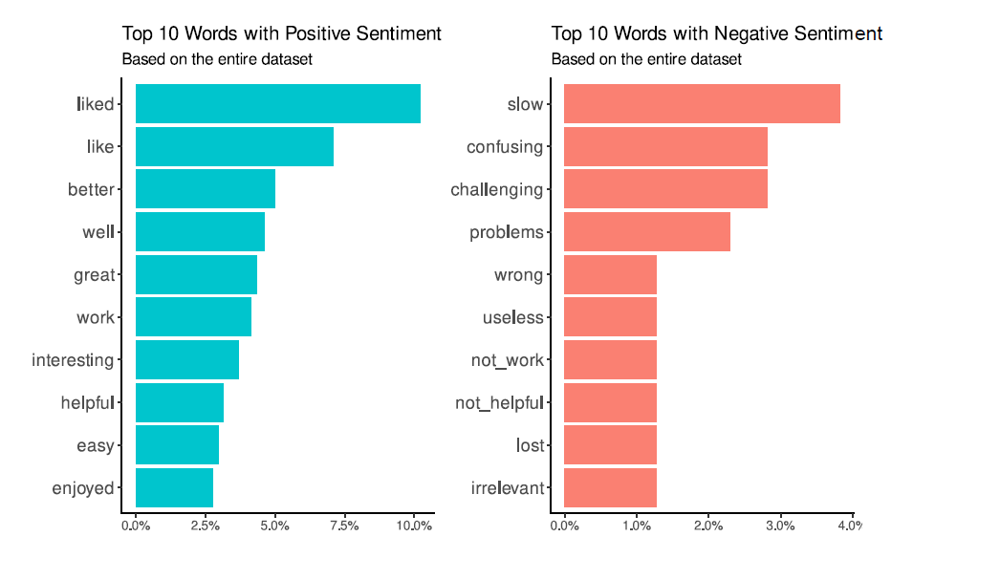 Top 10 Words with Positive Sentiment
Based on the entire dataset
liked
like
better
well
great
work
interesting
helpful
easy
enjoyed
0.0% 2.5% 5.0% 7.5% 10.0%
Top 10 Words with Negative Sentiment
Based on the entire dataset
slow
confusing
challenging
problems
wrong
useless
not_work
not_helpful
lost
irrelevant
0.0% 1.0% 2.0% 3.0% 4.0%